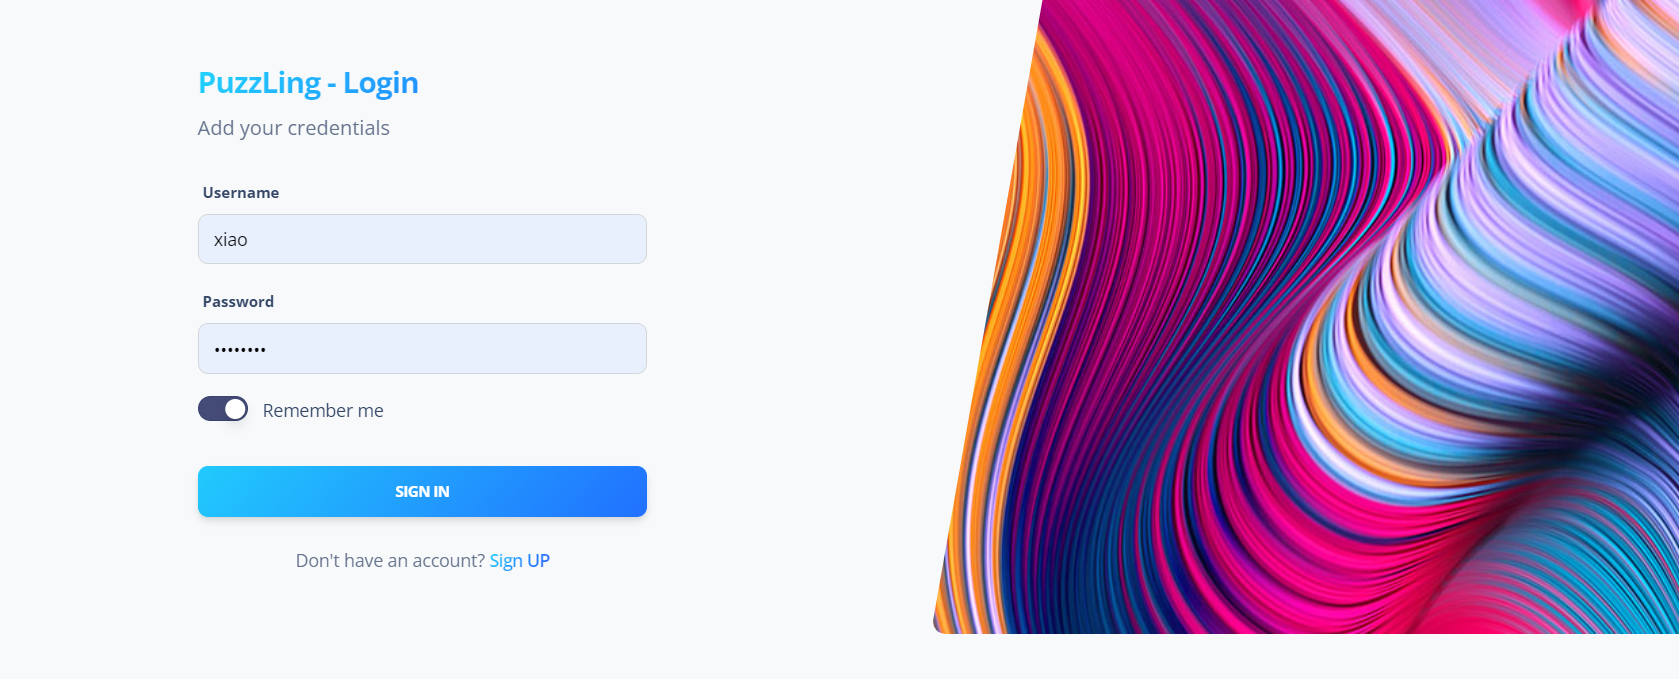 PuzzLing - Login
Add your credentials
Username
xiao
Password
••••••••
Remember me
SIGN IN
Don't have an account? Sign UP